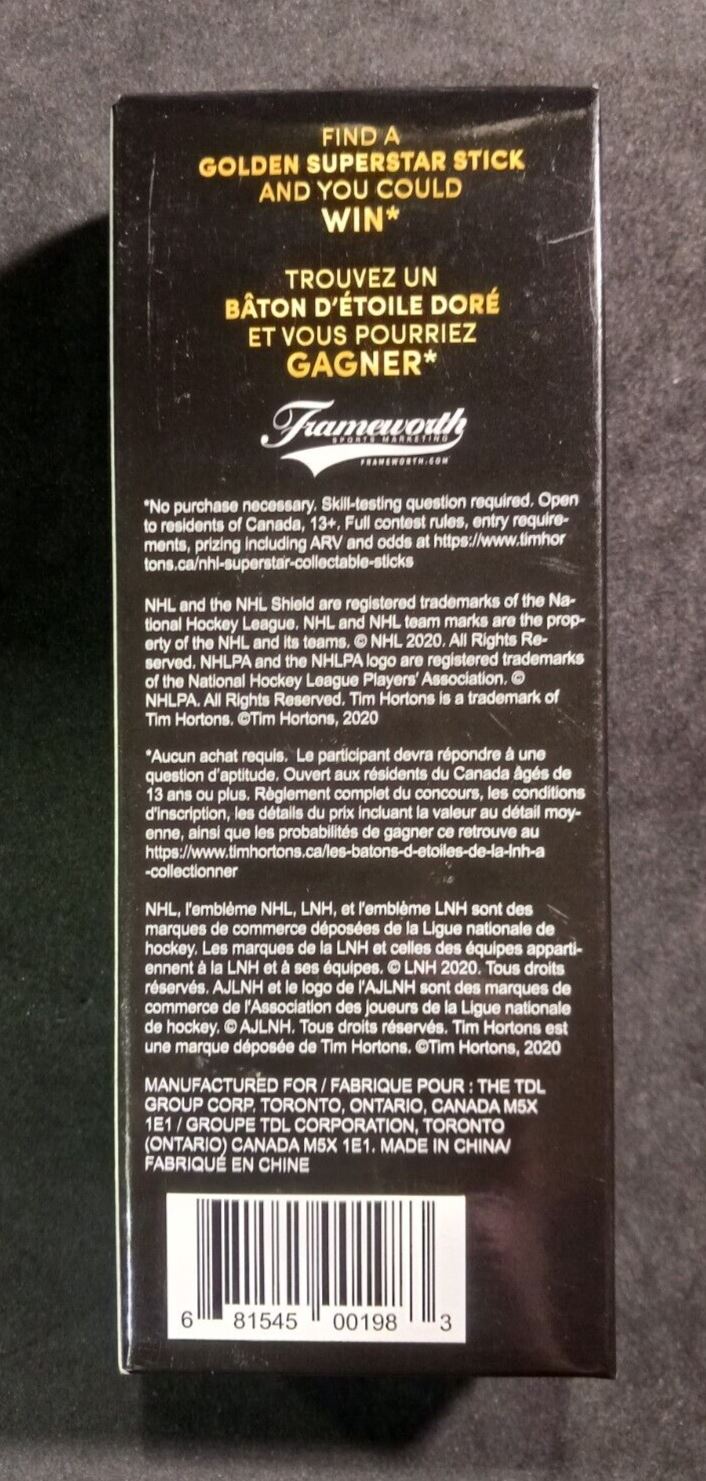 FIND A
GOLDEN SUPERSTAR STICK
AND YOU COULD
WIN*
TROUVEZ UN
BÂTON D'ÉTOILE DORÉ
ET VOUS POURRIEZ
GAGNER*
Frameworth
SPORTS MARKETING
FRAMEWORTH.COM
*No purchase necessary. Skill-testing question required. Open
to residents of Canada, 13+. Full contest rules, entry require-
ments, prizing including ARV and odds at https://www.timhor
tons.ca/nhl-superstar-collectable-sticks
NHL and the NHL Shield are registered trademarks of the Na-
tional Hockey League. NHL and NHL team marks are the prop-
erty of the NHL and its teams. © NHL 2020. All Rights Re-
served. NHLPA and the NHLPA logo are registered trademarks
of the National Hockey League Players' Association. ©
NHLPA. All Rights Reserved. Tim Hortons is a trademark of
Tim Hortons. ©Tim Hortons, 2020
*Aucun achat requis. Le participant devra répondre à une
question d'aptitude. Ouvert aux résidents du Canada âgés de
13 ans ou plus. Règlement complet du concours, les conditions
d'inscription, les détails du prix incluant la valeur au détail moy-
enne, ainsi que les probabilités de gagner ce retrouve au
https://www.timhortons.ca/les-batons-d-etoiles-de-la-lnh-a
-collectionner
NHL, l'emblème NHL, LNH, et l'emblème LNH sont des
marques de commerce déposées de la Ligue nationale de
hockey. Les marques de la LNH et celles des équipes apparti-
ennent à la LNH et à ses équipes. © LNH 2020. Tous droits
réservés. AJLNH et le logo de l'AJLNH sont des marques de
commerce de l'Association des joueurs de la Ligue nationale
de hockey. © AJLNH. Tous droits réservés. Tim Hortons est
une marque déposée de Tim Hortons. ©Tim Hortons, 2020
MANUFACTURED FOR / FABRIQUE POUR : THE TDL
GROUP CORP. TORONTO, ONTARIO, CANADA M5X
1E1 / GROUPE TDL CORPORATION, TORONTO
(ONTARIO) CANADA M5X 1E1. MADE IN CHINA/
FABRIQUÉ EN CHINE
6 81545 00198 3